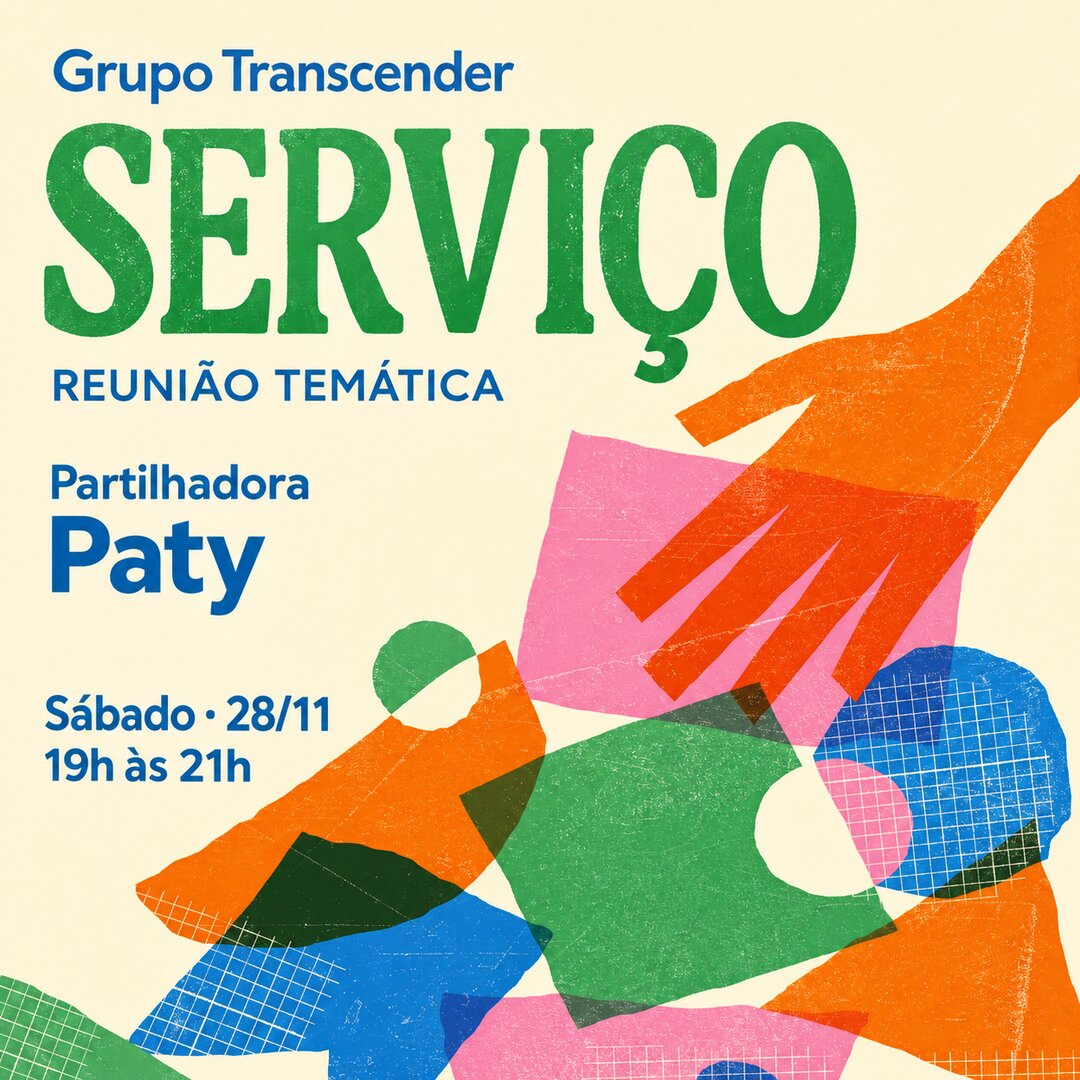 Grupo Transcender
SERVIÇO
REUNIÃO TEMÁTICA
Partilhadora
Paty
Sábado · 28/11
19h às 21h